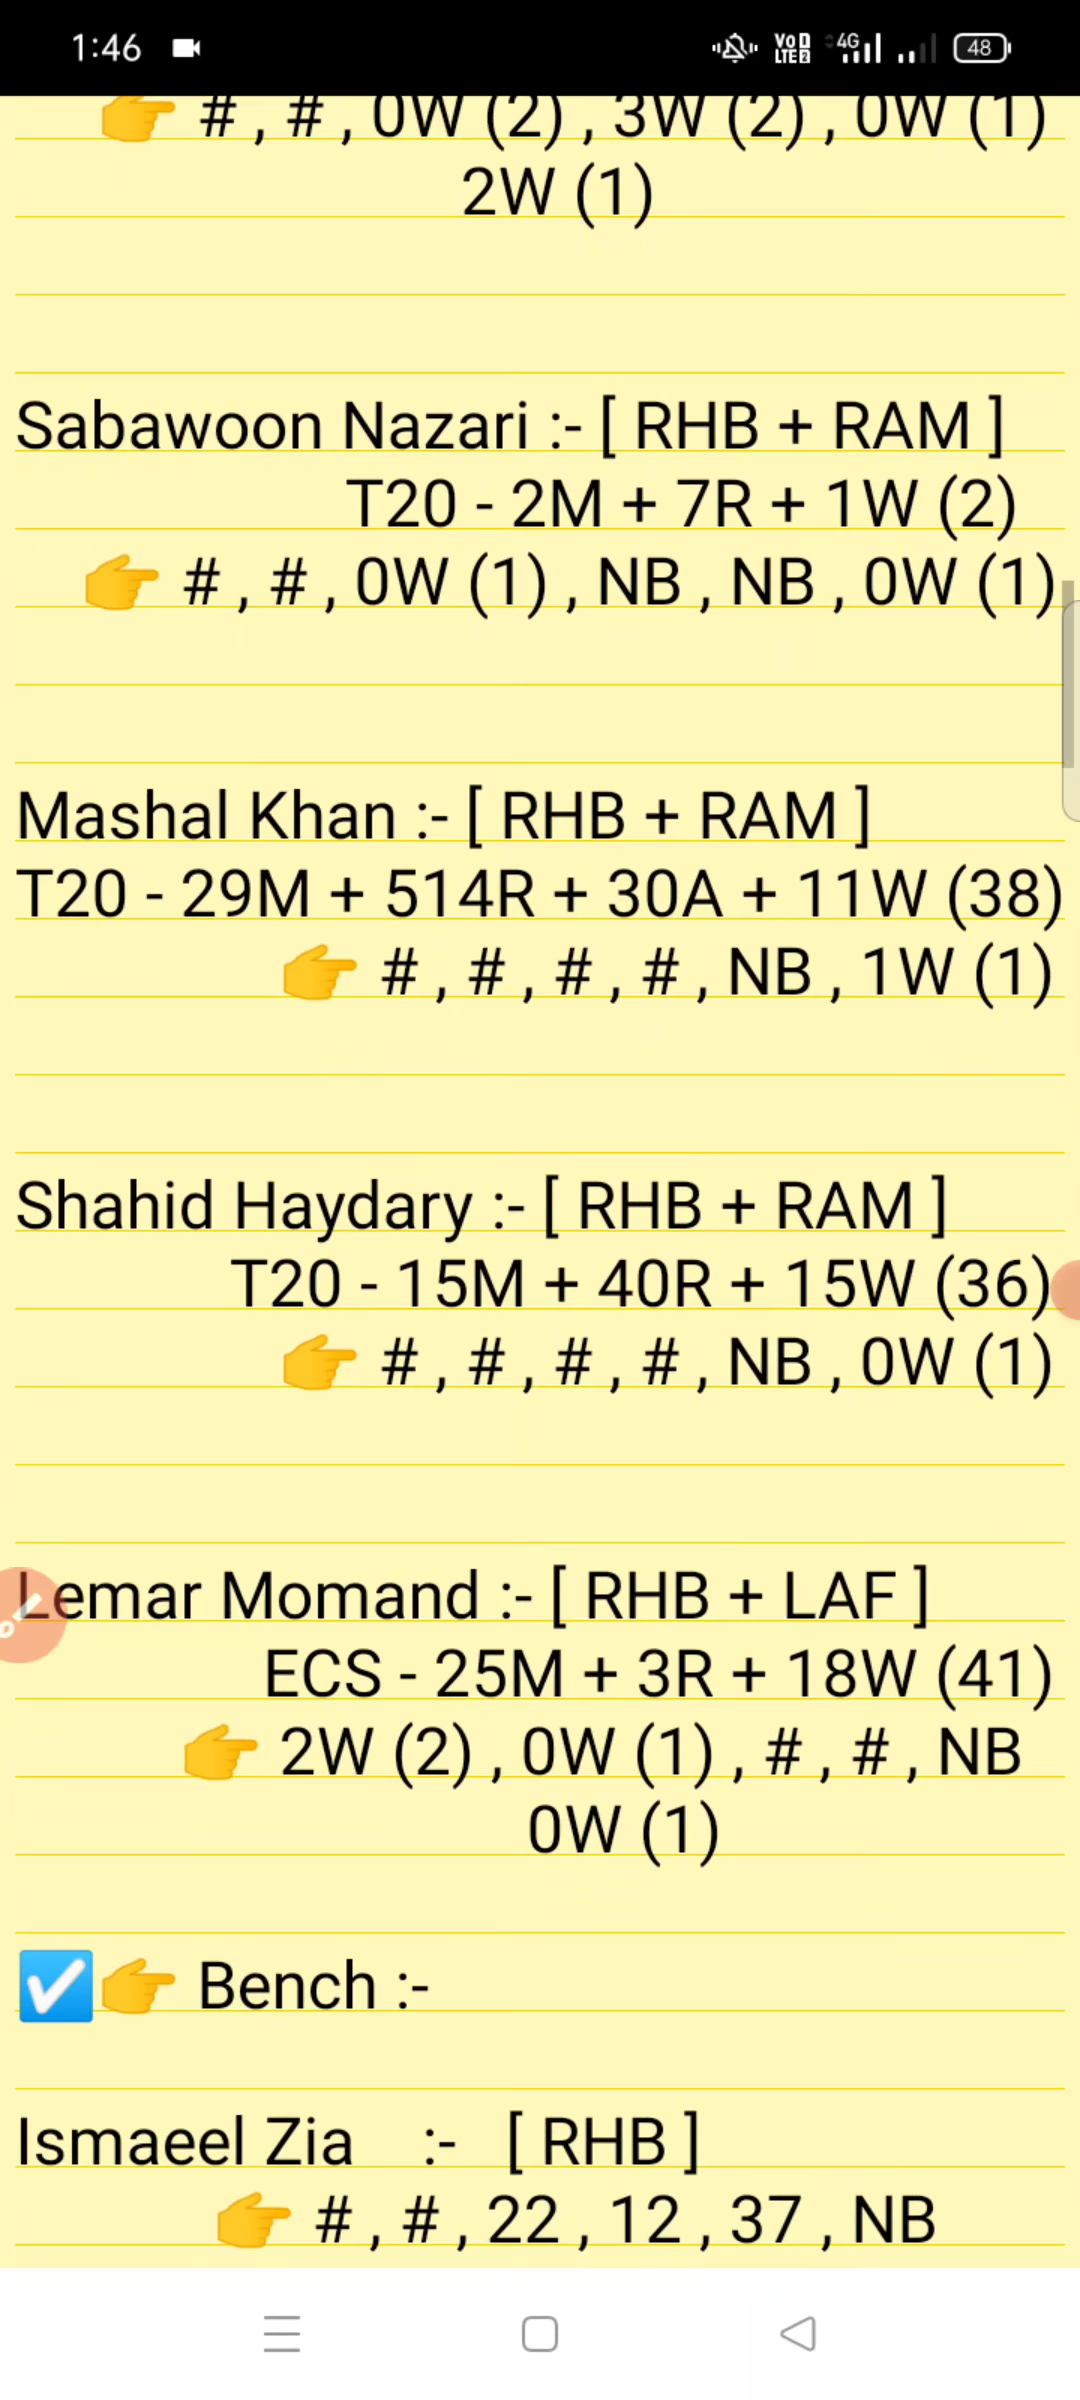 1:46 VoLTE2 4G 48
👉 # , # , 0W (2) , 3W (2) , 0W (1)
2W (1)
Sabawoon Nazari :- [ RHB + RAM ]
T20 - 2M + 7R + 1W (2)
👉 # , # , 0W (1) , NB , NB , 0W (1)
Mashal Khan :- [ RHB + RAM ]
T20 - 29M + 514R + 30A + 11W (38)
👉 # , # , # , # , NB , 1W (1)
Shahid Haydary :- [ RHB + RAM ]
T20 - 15M + 40R + 15W (36)
👉 # , # , # , # , NB , 0W (1)
Lemar Momand :- [ RHB + LAF ]
ECS - 25M + 3R + 18W (41)
👉 2W (2) , 0W (1) , # , # , NB
0W (1)
☑👉 Bench :-
Ismaeel Zia :- [ RHB ]
👉 # , # , 22 , 12 , 37 , NB